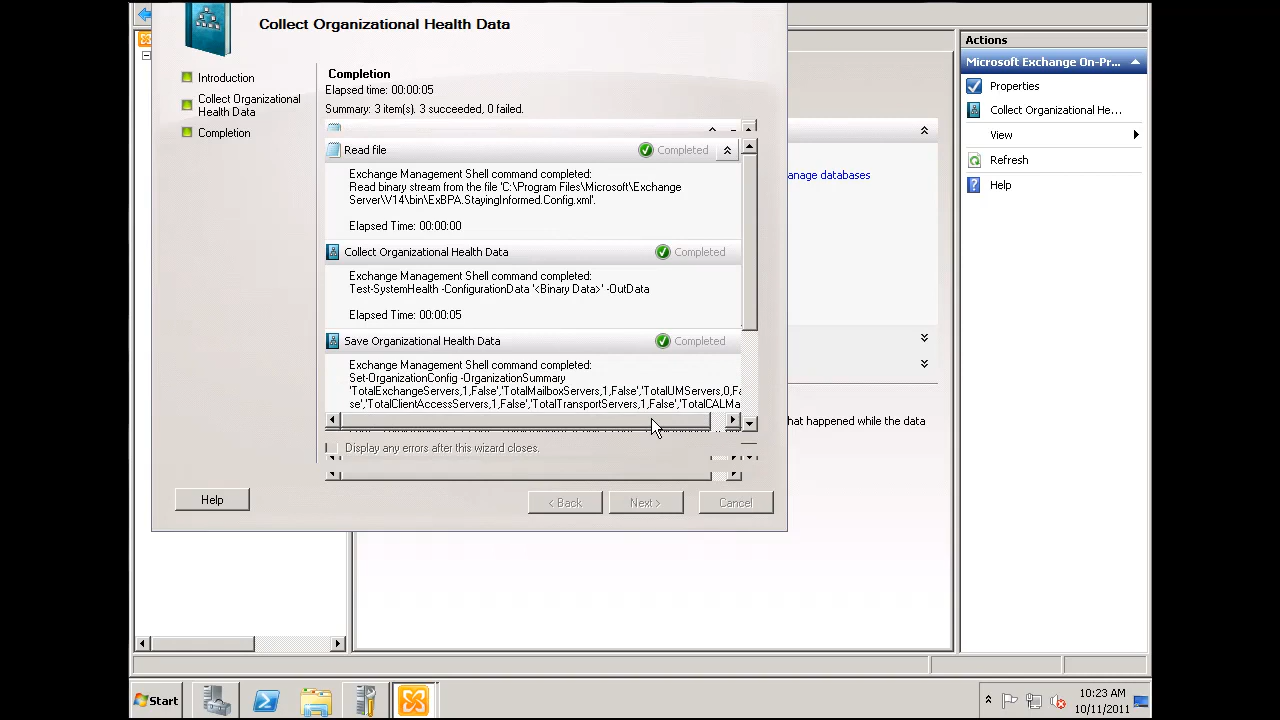 Collect Organizational Health Data
Introduction
Collect Organizational
Health Data
Completion
Completion
Elapsed time: 00:00:05
Summary: 3 item(s). 3 succeeded, 0 failed.
Read file
Completed
Exchange Management Shell command completed:
Read binary stream from the file 'C:\Program Files\Microsoft\Exchange
Server\V14\bin\ExBPA.StayingInformed.Config.xml'.
Elapsed Time: 00:00:00
Collect Organizational Health Data
Completed
Exchange Management Shell command completed:
Test-SystemHealth -ConfigurationData '<Binary Data>' -OutData
Elapsed Time: 00:00:05
Save Organizational Health Data
Completed
Exchange Management Shell command completed:
Set-OrganizationConfig -OrganizationSummary
'TotalExchangeServers,1,False','TotalMailboxServers,1,False','TotalUMServers,0,Fa
se','TotalClientAccessServers,1,False','TotalTransportServers,1,False','TotalCALMa
Display any errors after this wizard closes.
Help
< Back
Next >
Cancel
anage databases
hat happened while the data
Actions
Microsoft Exchange On-Pr...
Properties
Collect Organizational He...
View
Refresh
Help
Start
10:23 AM
10/11/2011